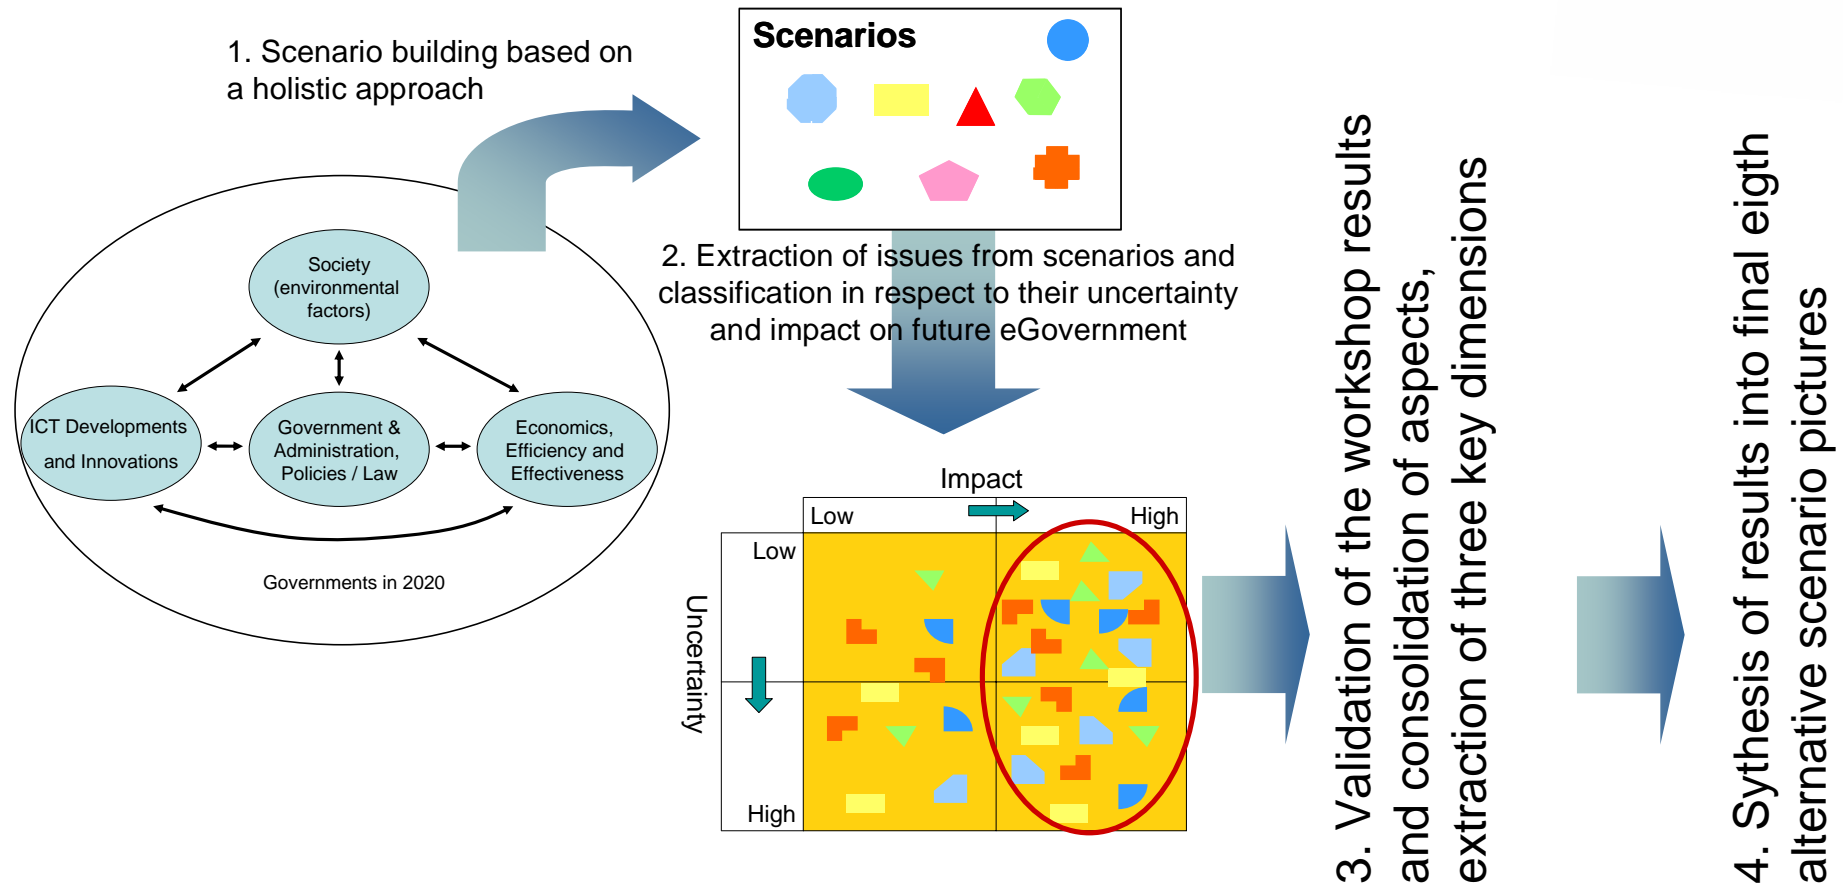 1. Scenario building based on
a holistic approach
Scenarios
Society
(environmental
factors)
ICT Developments
and Innovations
Government &
Administration,
Policies / Law
Economics,
Efficiency and
Effectiveness
Governments in 2020
2. Extraction of issues from scenarios and
classification in respect to their uncertainty
and impact on future eGovernment
Impact
Low
High
Low
Uncertainty
High
3. Validation of the workshop results
and consolidation of aspects,
extraction of three key dimensions
4. Sythesis of results into final eigth
alternative scenario pictures